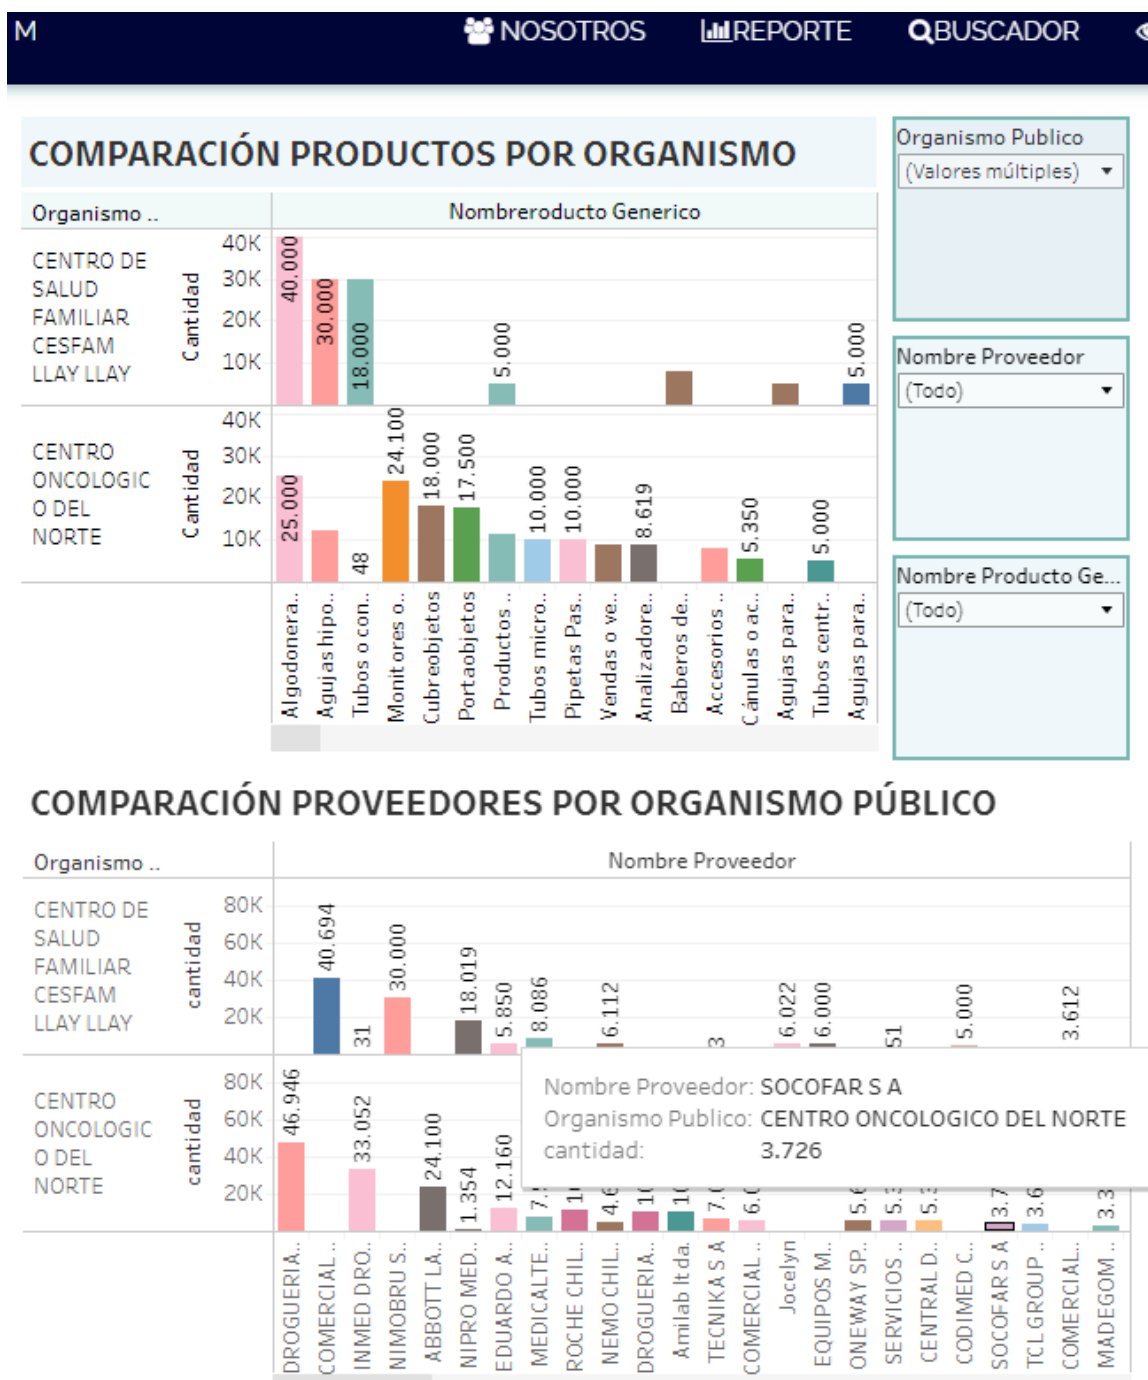 M
NOSOTROS
REPORTE
BUSCADOR
COMPARACIÓN PRODUCTOS POR ORGANISMO
Organismo Publico
(Valores múltiples)
Nombre Proveedor
(Todo)
Nombre Producto Ge...
(Todo)
Organismo ..
Nombreroducto Generico
CENTRO DE
SALUD
FAMILIAR
CESFAM
LLAY LLAY
Cantidad
40K
30K
20K
10K
40.000
30.000
18.000
5.000
5.000
CENTRO
ONCOLOGIC
O DEL
NORTE
Cantidad
40K
30K
20K
10K
25.000
48
24.100
18.000
17.500
10.000
10.000
8.619
5.350
5.000
Algodonera..
Agujas hipo..
Tubos o con..
Monitores o..
Cubreobjetos
Portaobjetos
Productos ..
Tubos micro..
Pipetas Pas..
Vendas o ve..
Analizadore..
Baberos de..
Accesorios ..
Cánulas o ac..
Agujas para..
Tubos centr..
Agujas para..
COMPARACIÓN PROVEEDORES POR ORGANISMO PÚBLICO
Organismo ..
Nombre Proveedor
CENTRO DE
SALUD
FAMILIAR
CESFAM
LLAY LLAY
cantidad
80K
60K
40K
20K
40.694
31
30.000
18.019
5.850
8.086
6.112
3
6.022
6.000
51
5.000
3.612
CENTRO
ONCOLOGIC
O DEL
NORTE
cantidad
80K
60K
40K
20K
46.946
33.052
24.100
1.354
12.160
Nombre Proveedor: SOCOFAR S A
Organismo Publico: CENTRO ONCOLOGICO DEL NORTE
cantidad: 3.726
DROGUERIA A..
COMERCIAL ..
INMED DRO..
NIMOBRU S..
ABBOTT LA..
NIPRO MED..
EDUARDO A..
MEDICALTE..
ROCHE CHIL..
NEMO CHIL..
DROGUERIA..
Amilab ltda.
TECNIKA S A
COMERCIAL ..
Jocelyn
EQUIPOS M..
ONEWAY SP..
SERVICIOS ..
CENTRAL D..
CODIMED C..
SOCOFAR S A
TCL GROUP ..
COMERCIAL..
MADEGOM ..